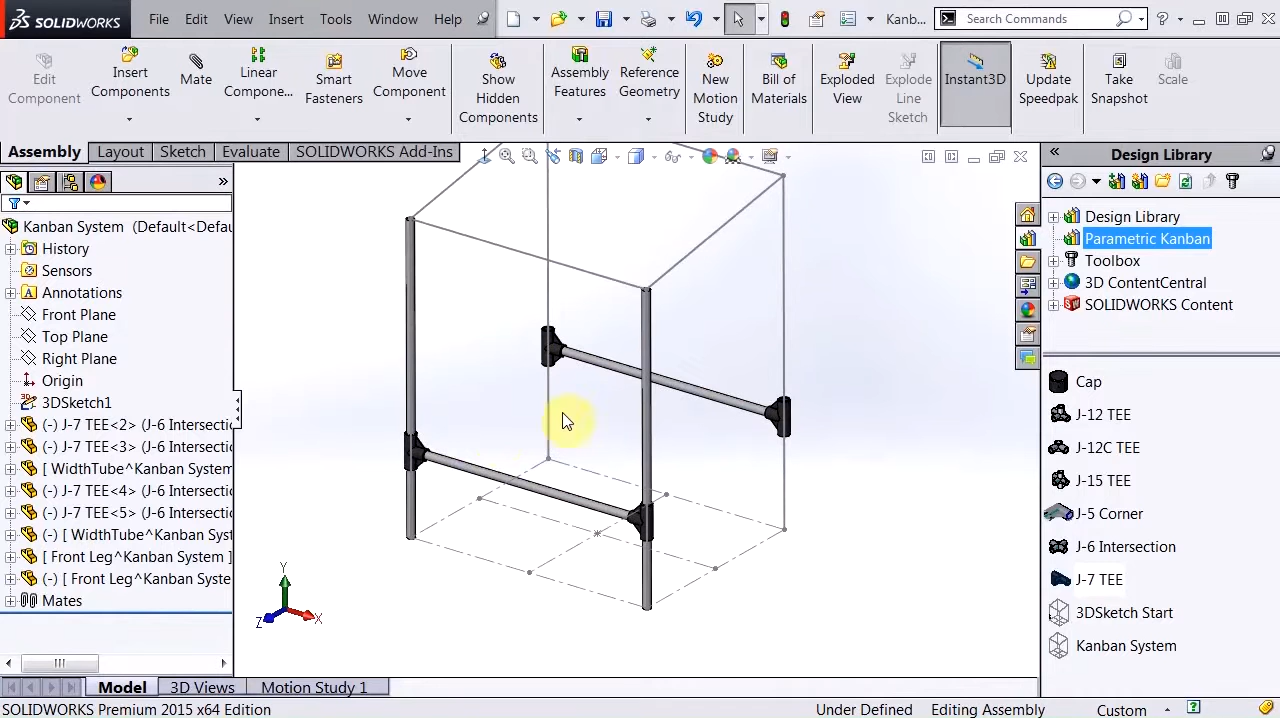 SOLIDWORKS File Edit View Insert Tools Window Help Kanb... Search Commands
Edit Component
Insert Components
Mate
Linear Compone...
Smart Fasteners
Move Component
Show Hidden Components
Assembly Features
Reference Geometry
New Motion Study
Bill of Materials
Exploded View
Explode Line Sketch
Instant3D
Update Speedpak
Take Snapshot
Scale
Assembly Layout Sketch Evaluate SOLIDWORKS Add-Ins
Kanban System (Default<Defau
History
Sensors
Annotations
Front Plane
Top Plane
Right Plane
Origin
3DSketch1
(-) J-7 TEE<2> (J-6 Intersectio
(-) J-7 TEE<3> (J-6 Intersectio
[ WidthTube^Kanban System
(-) J-7 TEE<4> (J-6 Intersectio
(-) J-7 TEE<5> (J-6 Intersectio
(-) [ WidthTube^Kanban Syst
[ Front Leg^Kanban System ]
(-) [ Front Leg^Kanban Syste
Mates
Y
X
Z
Design Library
Design Library
Parametric Kanban
Toolbox
3D ContentCentral
SOLIDWORKS Content
Cap
J-12 TEE
J-12C TEE
J-15 TEE
J-5 Corner
J-6 Intersection
J-7 TEE
3DSketch Start
Kanban System
Model 3D Views Motion Study 1
SOLIDWORKS Premium 2015 x64 Edition Under Defined Editing Assembly Custom